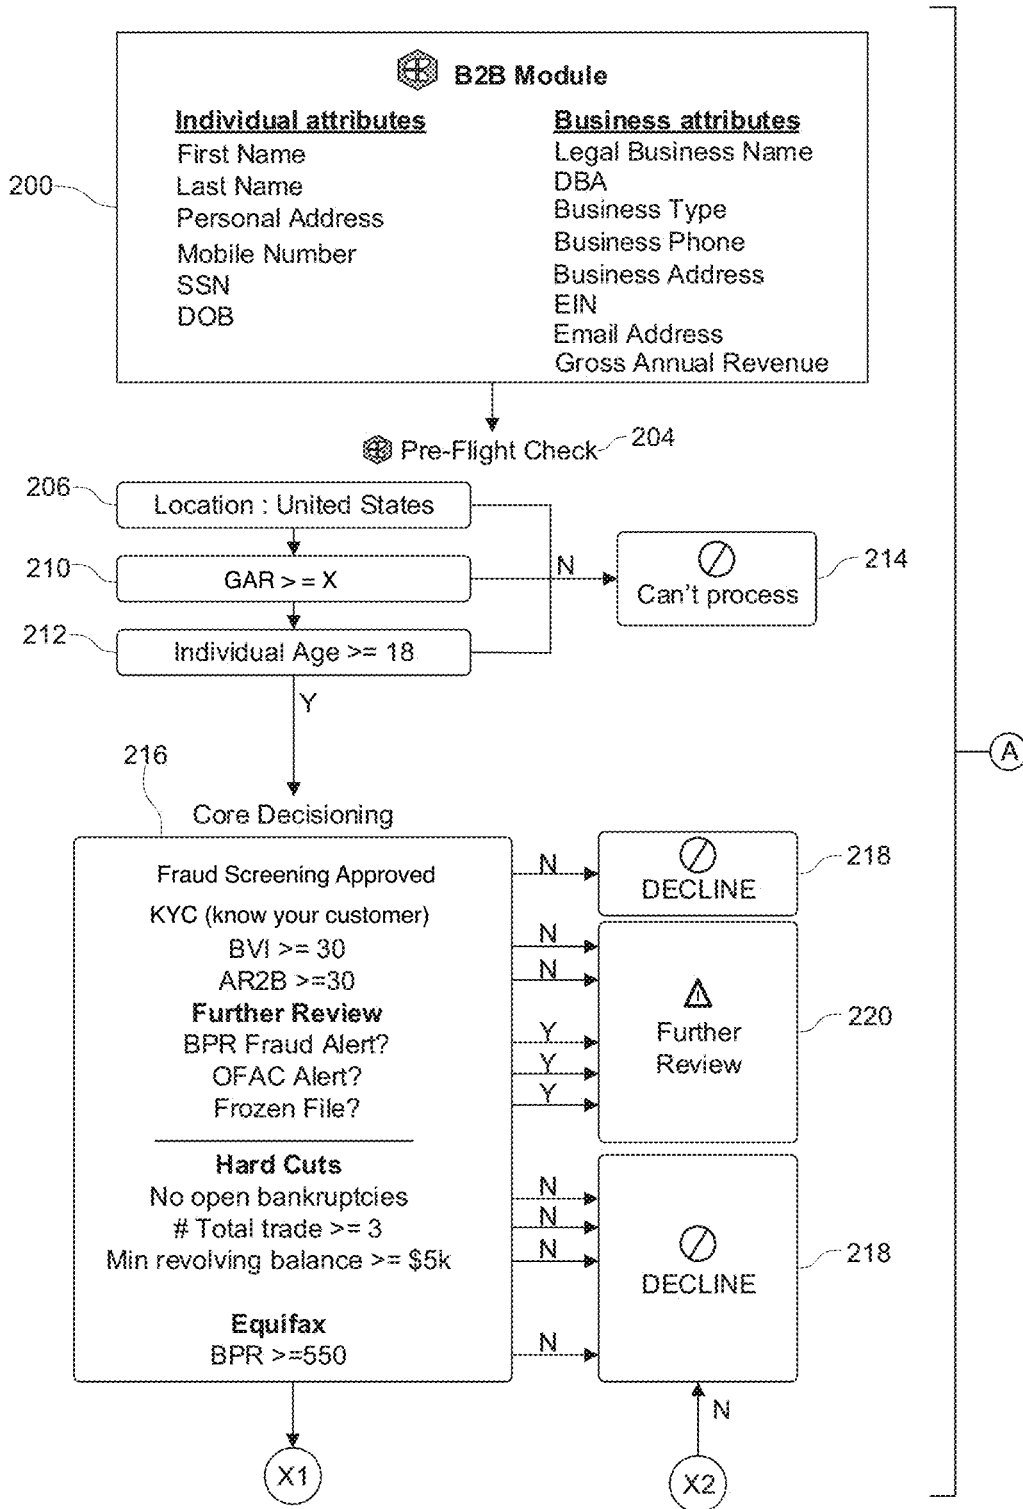 B2B Module
Individual attributes
First Name
Last Name
Personal Address
Mobile Number
SSN
DOB
Business attributes
Legal Business Name
DBA
Business Type
Business Phone
Business Address
EIN
Email Address
Gross Annual Revenue
200
Pre-Flight Check
204
206
Location : United States
210
GAR >= X
212
Individual Age >= 18
N
Can't process
214
Y
216
Core Decisioning
Fraud Screening Approved
N
DECLINE
218
KYC (know your customer)
BVI >= 30
N
AR2B >=30
N
Further Review
BPR Fraud Alert?
Y
OFAC Alert?
Y
Frozen File?
Y
Further
Review
220
Hard Cuts
No open bankruptcies
N
# Total trade >= 3
N
Min revolving balance >= $5k
N
DECLINE
218
Equifax
BPR >=550
N
X1
N
X2
A